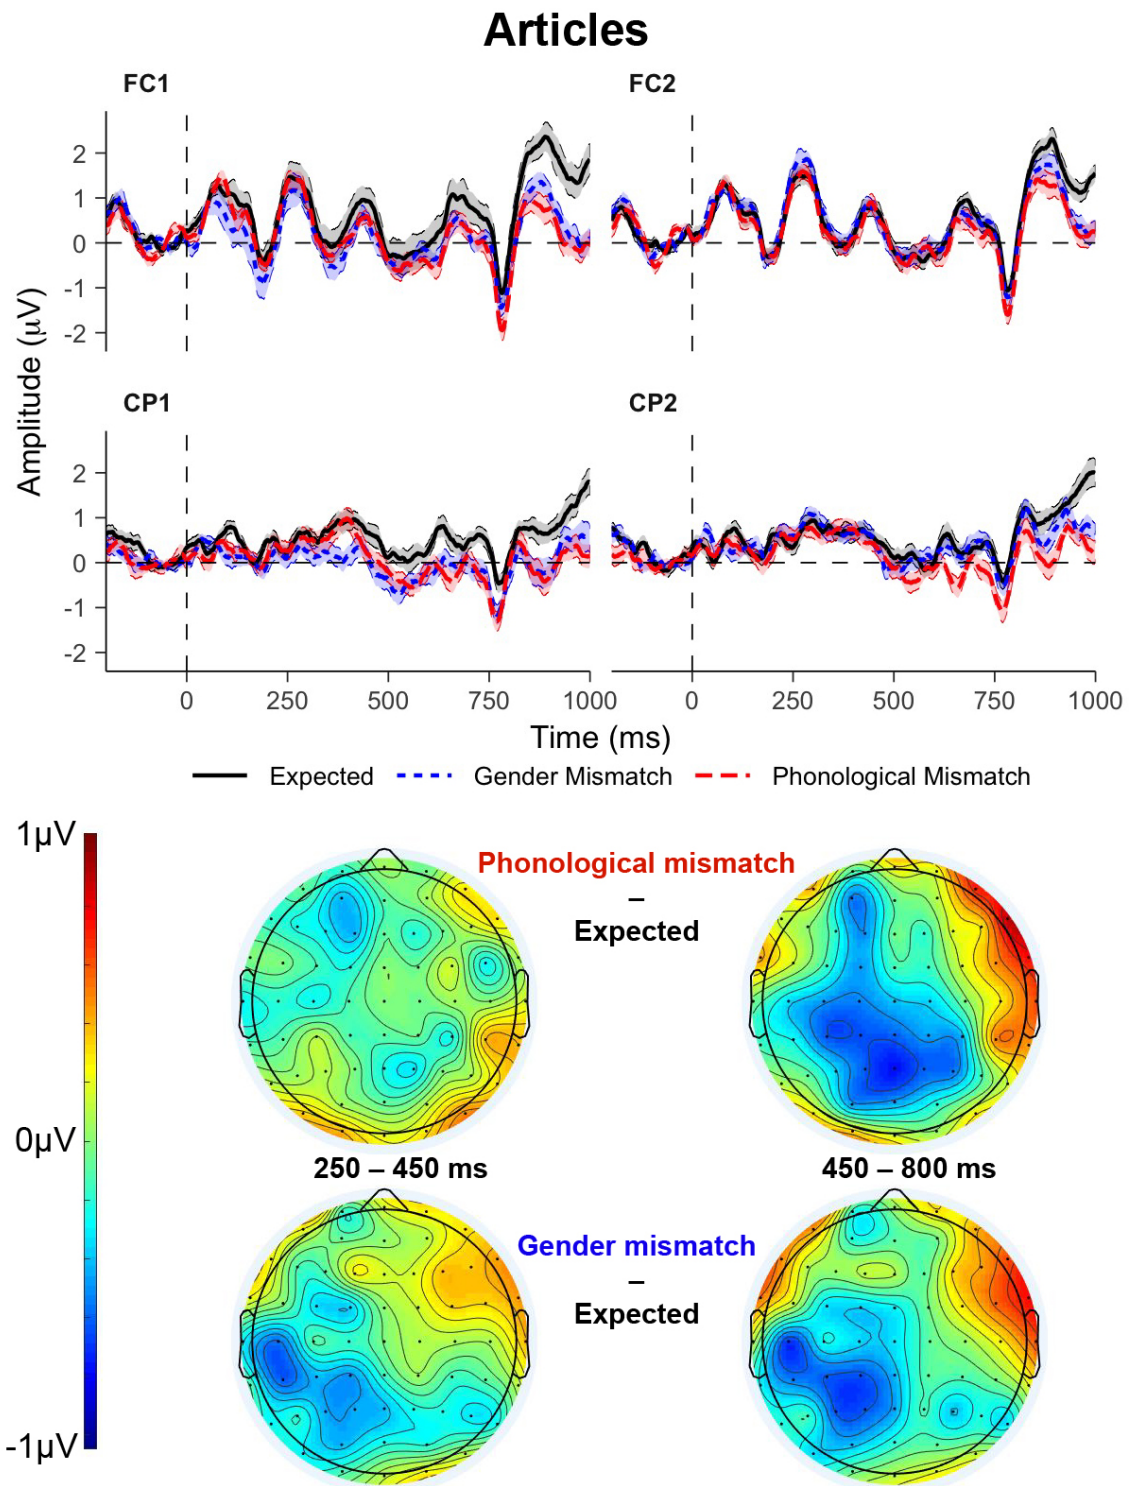 Articles
FC1 FC2
2
1
0
-1
-2
CP1 CP2
2
1
0
-1
-2
Amplitude (µV)
0 250 500 750 1000 0 250 500 750 1000
Time (ms)
Expected Gender Mismatch Phonological Mismatch
1µV
0µV
-1µV
Phonological mismatch
–
Expected
250 – 450 ms 450 – 800 ms
Gender mismatch
–
Expected